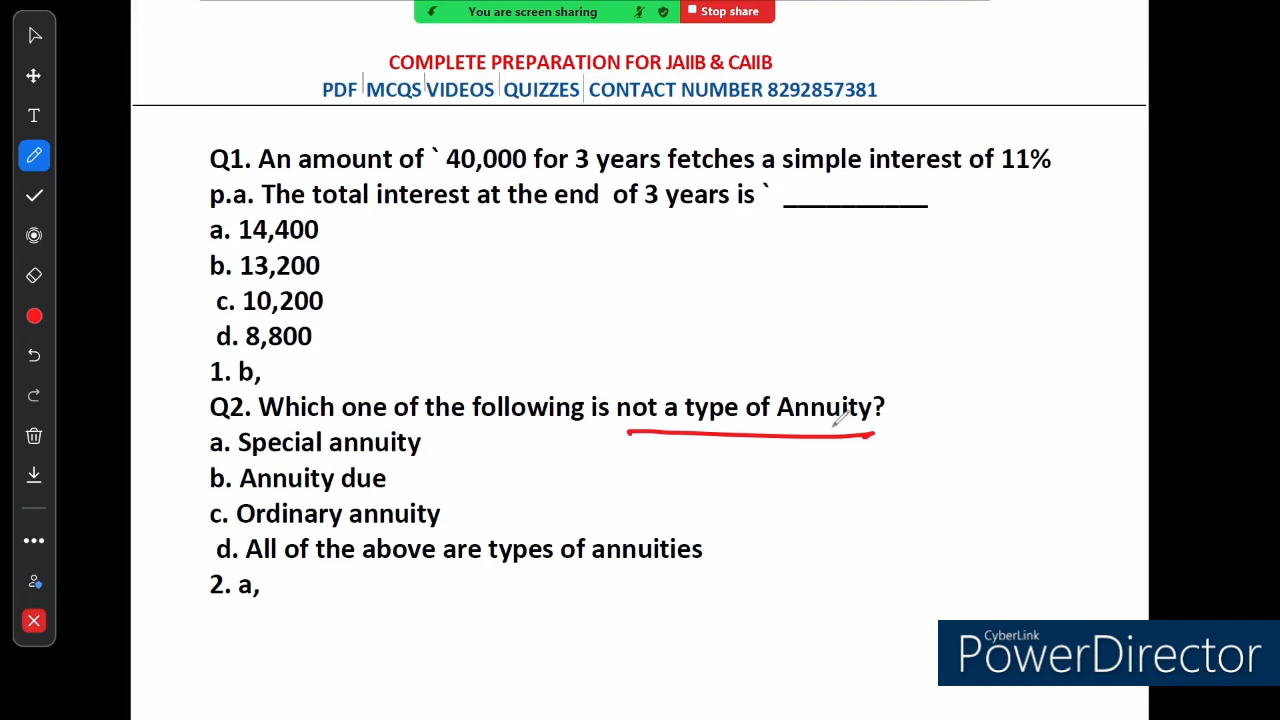 You are screen sharing
Stop share
COMPLETE PREPARATION FOR JAIIB & CAIIB
PDF MCQS VIDEOS QUIZZES CONTACT NUMBER 8292857381
T
Q1. An amount of ` 40,000 for 3 years fetches a simple interest of 11%
p.a. The total interest at the end of 3 years is ` __________
a. 14,400
b. 13,200
c. 10,200
d. 8,800
1. b,
Q2. Which one of the following is not a type of Annuity?
a. Special annuity
b. Annuity due
c. Ordinary annuity
d. All of the above are types of annuities
2. a,
CyberLink
PowerDirector